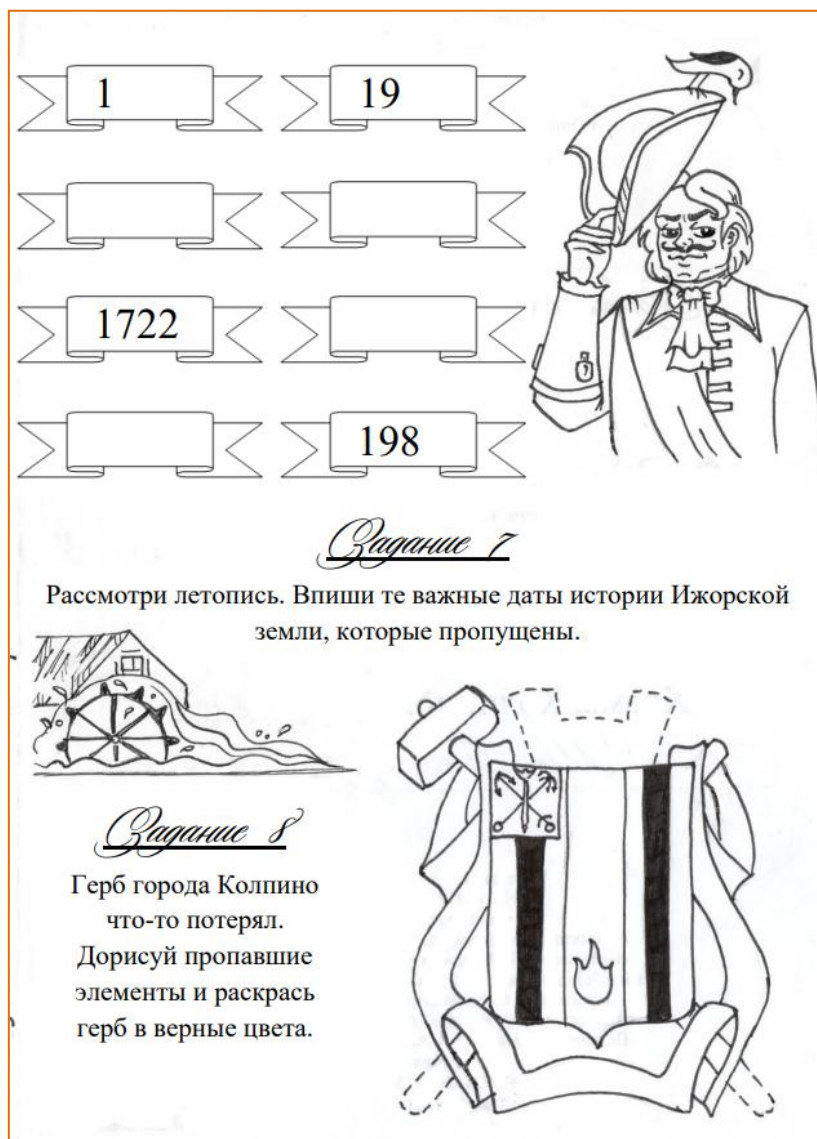 1 19
1722
198
Задание 7
Рассмотри летопись. Впиши те важные даты истории Ижорской
земли, которые пропущены.
Задание 8
Герб города Колпино
что-то потерял.
Дорисуй пропавшие
элементы и раскрась
герб в верные цвета.